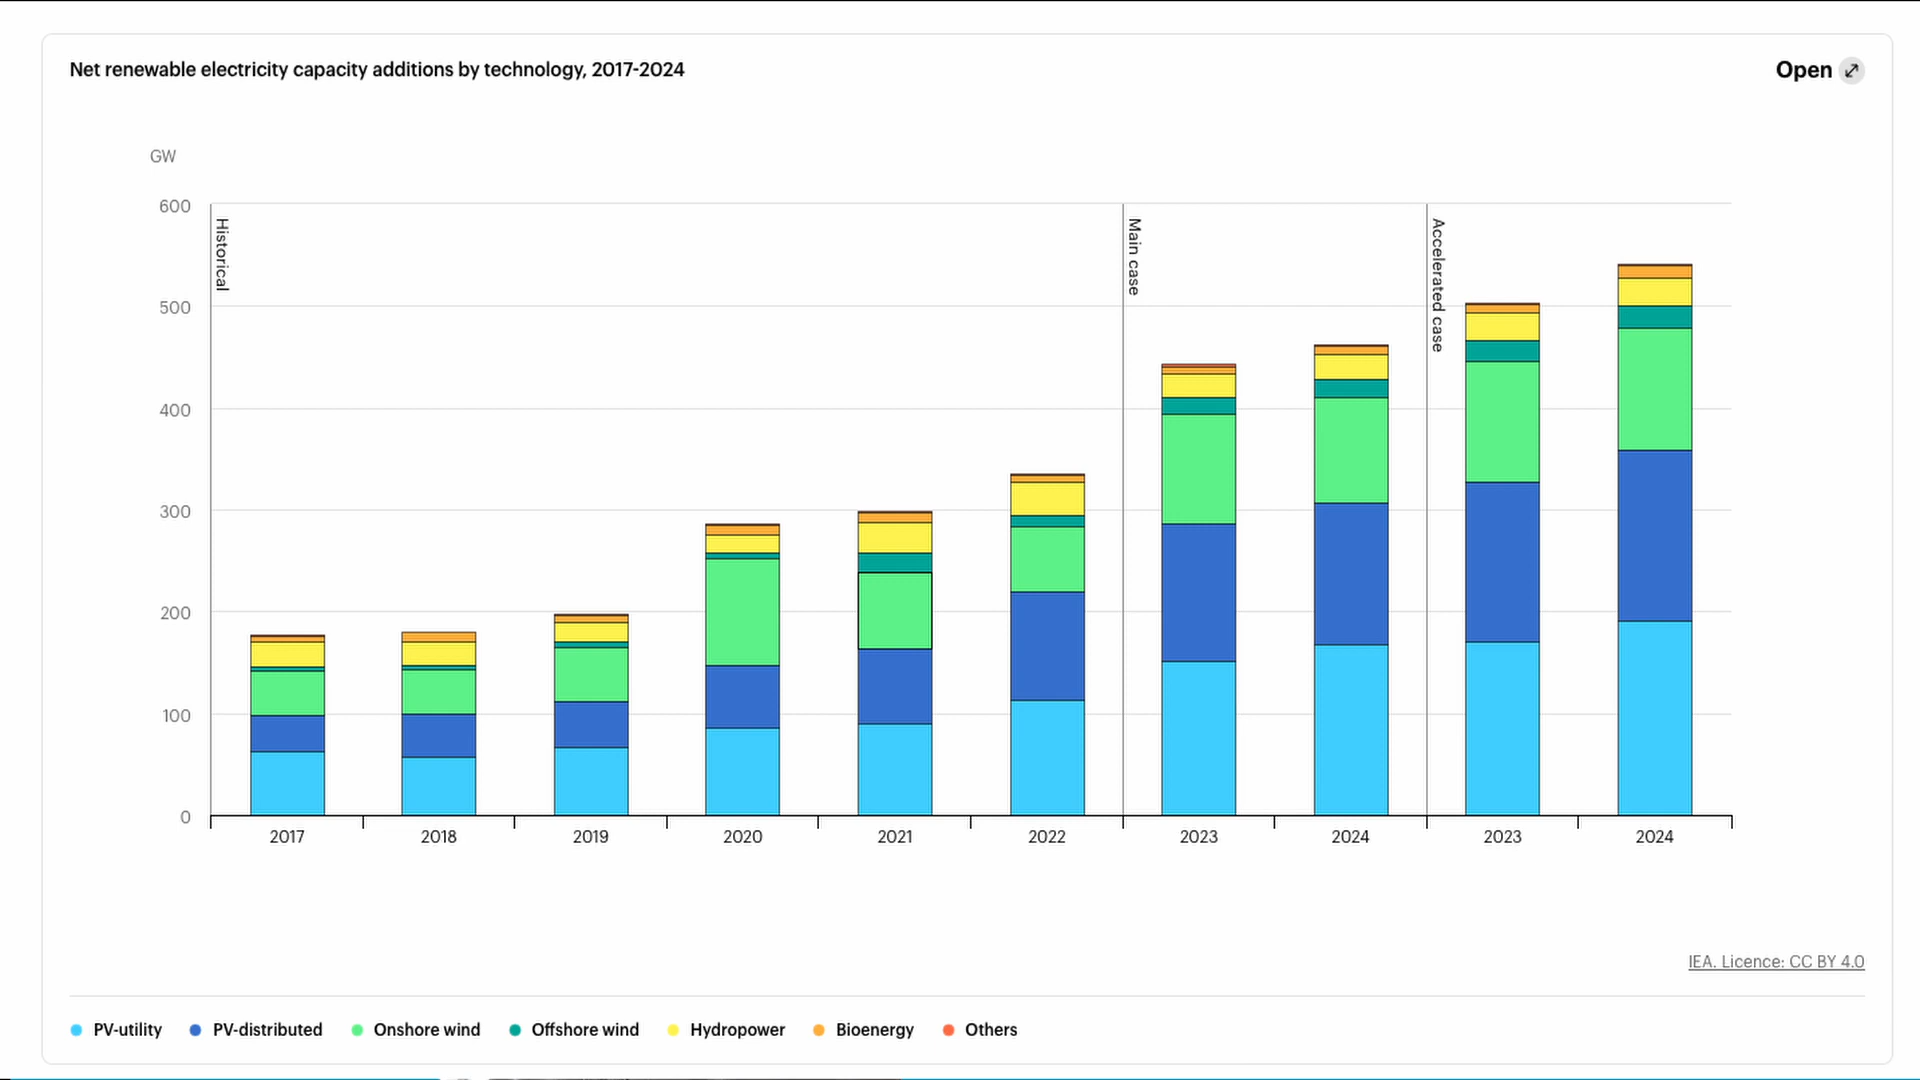 Net renewable electricity capacity additions by technology, 2017-2024
Open
GW
600
500
400
300
200
100
0
Historical
Main case
Accelerated case
2017 2018 2019 2020 2021 2022 2023 2024 2023 2024
IEA. Licence: CC BY 4.0
PV-utility PV-distributed Onshore wind Offshore wind Hydropower Bioenergy Others